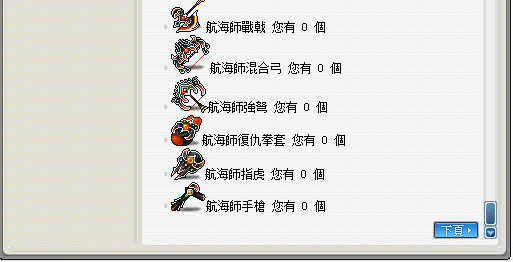 航海師戰戟 您有 0 個
航海師混合弓 您有 0 個
航海師強弩 您有 0 個
航海師復仇拳套 您有 0 個
航海師指虎 您有 0 個
航海師手槍 您有 0 個
下頁